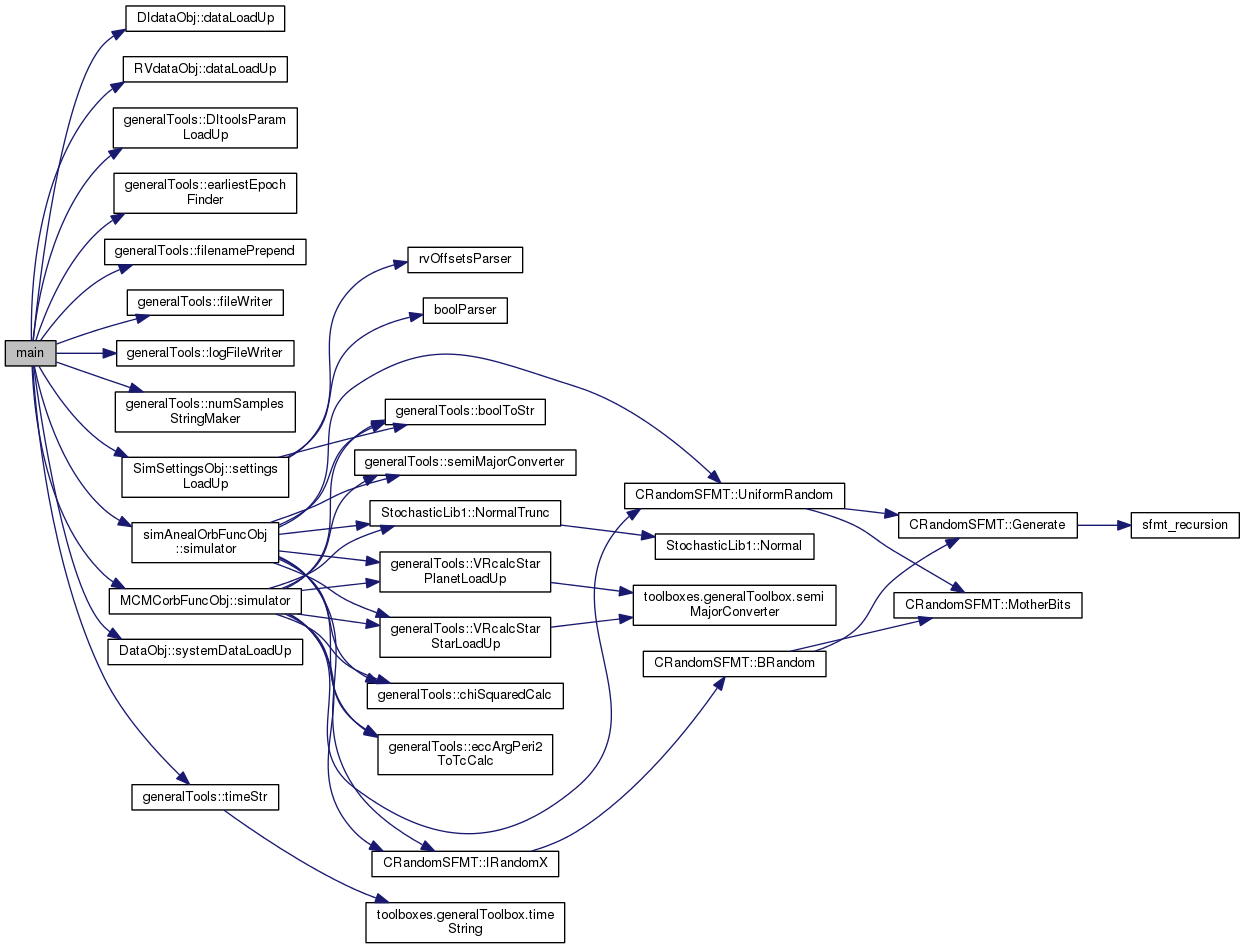 main
DIdataObj::dataLoadUp
RVdataObj::dataLoadUp
generalTools::DItoolsParam
LoadUp
generalTools::earliestEpoch
Finder
generalTools::filenamePrepend
generalTools::fileWriter
generalTools::logFileWriter
generalTools::numSamples
StringMaker
SimSettingsObj::settings
LoadUp
simAnealOrbFuncObj
::simulator
MCMCorbFuncObj::simulator
DataObj::systemDataLoadUp
generalTools::timeStr
rvOffsetsParser
boolParser
generalTools::boolToStr
generalTools::semiMajorConverter
StochasticLib1::NormalTrunc
generalTools::VRcalcStar
PlanetLoadUp
generalTools::VRcalcStar
StarLoadUp
generalTools::chiSquaredCalc
generalTools::eccArgPeri2
ToTcCalc
CRandomSFMT::IRandomX
toolboxes.generalToolbox.time
String
CRandomSFMT::UniformRandom
StochasticLib1::Normal
toolboxes.generalToolbox.semi
MajorConverter
CRandomSFMT::BRandom
CRandomSFMT::Generate
CRandomSFMT::MotherBits
sfmt_recursion